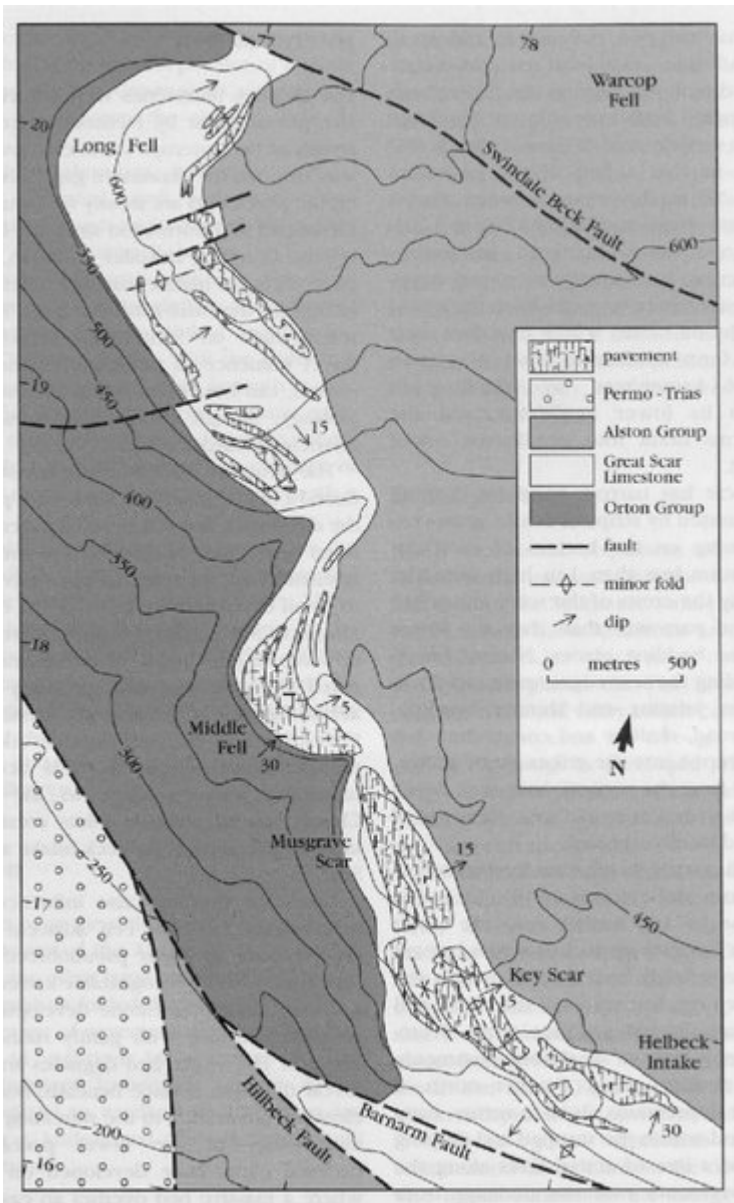 77
78
Warcop
Fell
20
Long Fell
600
Swindale Beck Fault
600
550
500
19
450
15
400
350
18
Middle
Fell
5
30
300
Musgrave
Scar
15
250
17
450
Key Scar
15
Helbeck
Intake
30
Hillbeck Fault
Barnarm Fault
200
16
pavement
Permo - Trias
Alston Group
Great Scar
Limestone
Orton Group
fault
minor fold
dip
0 metres 500
N